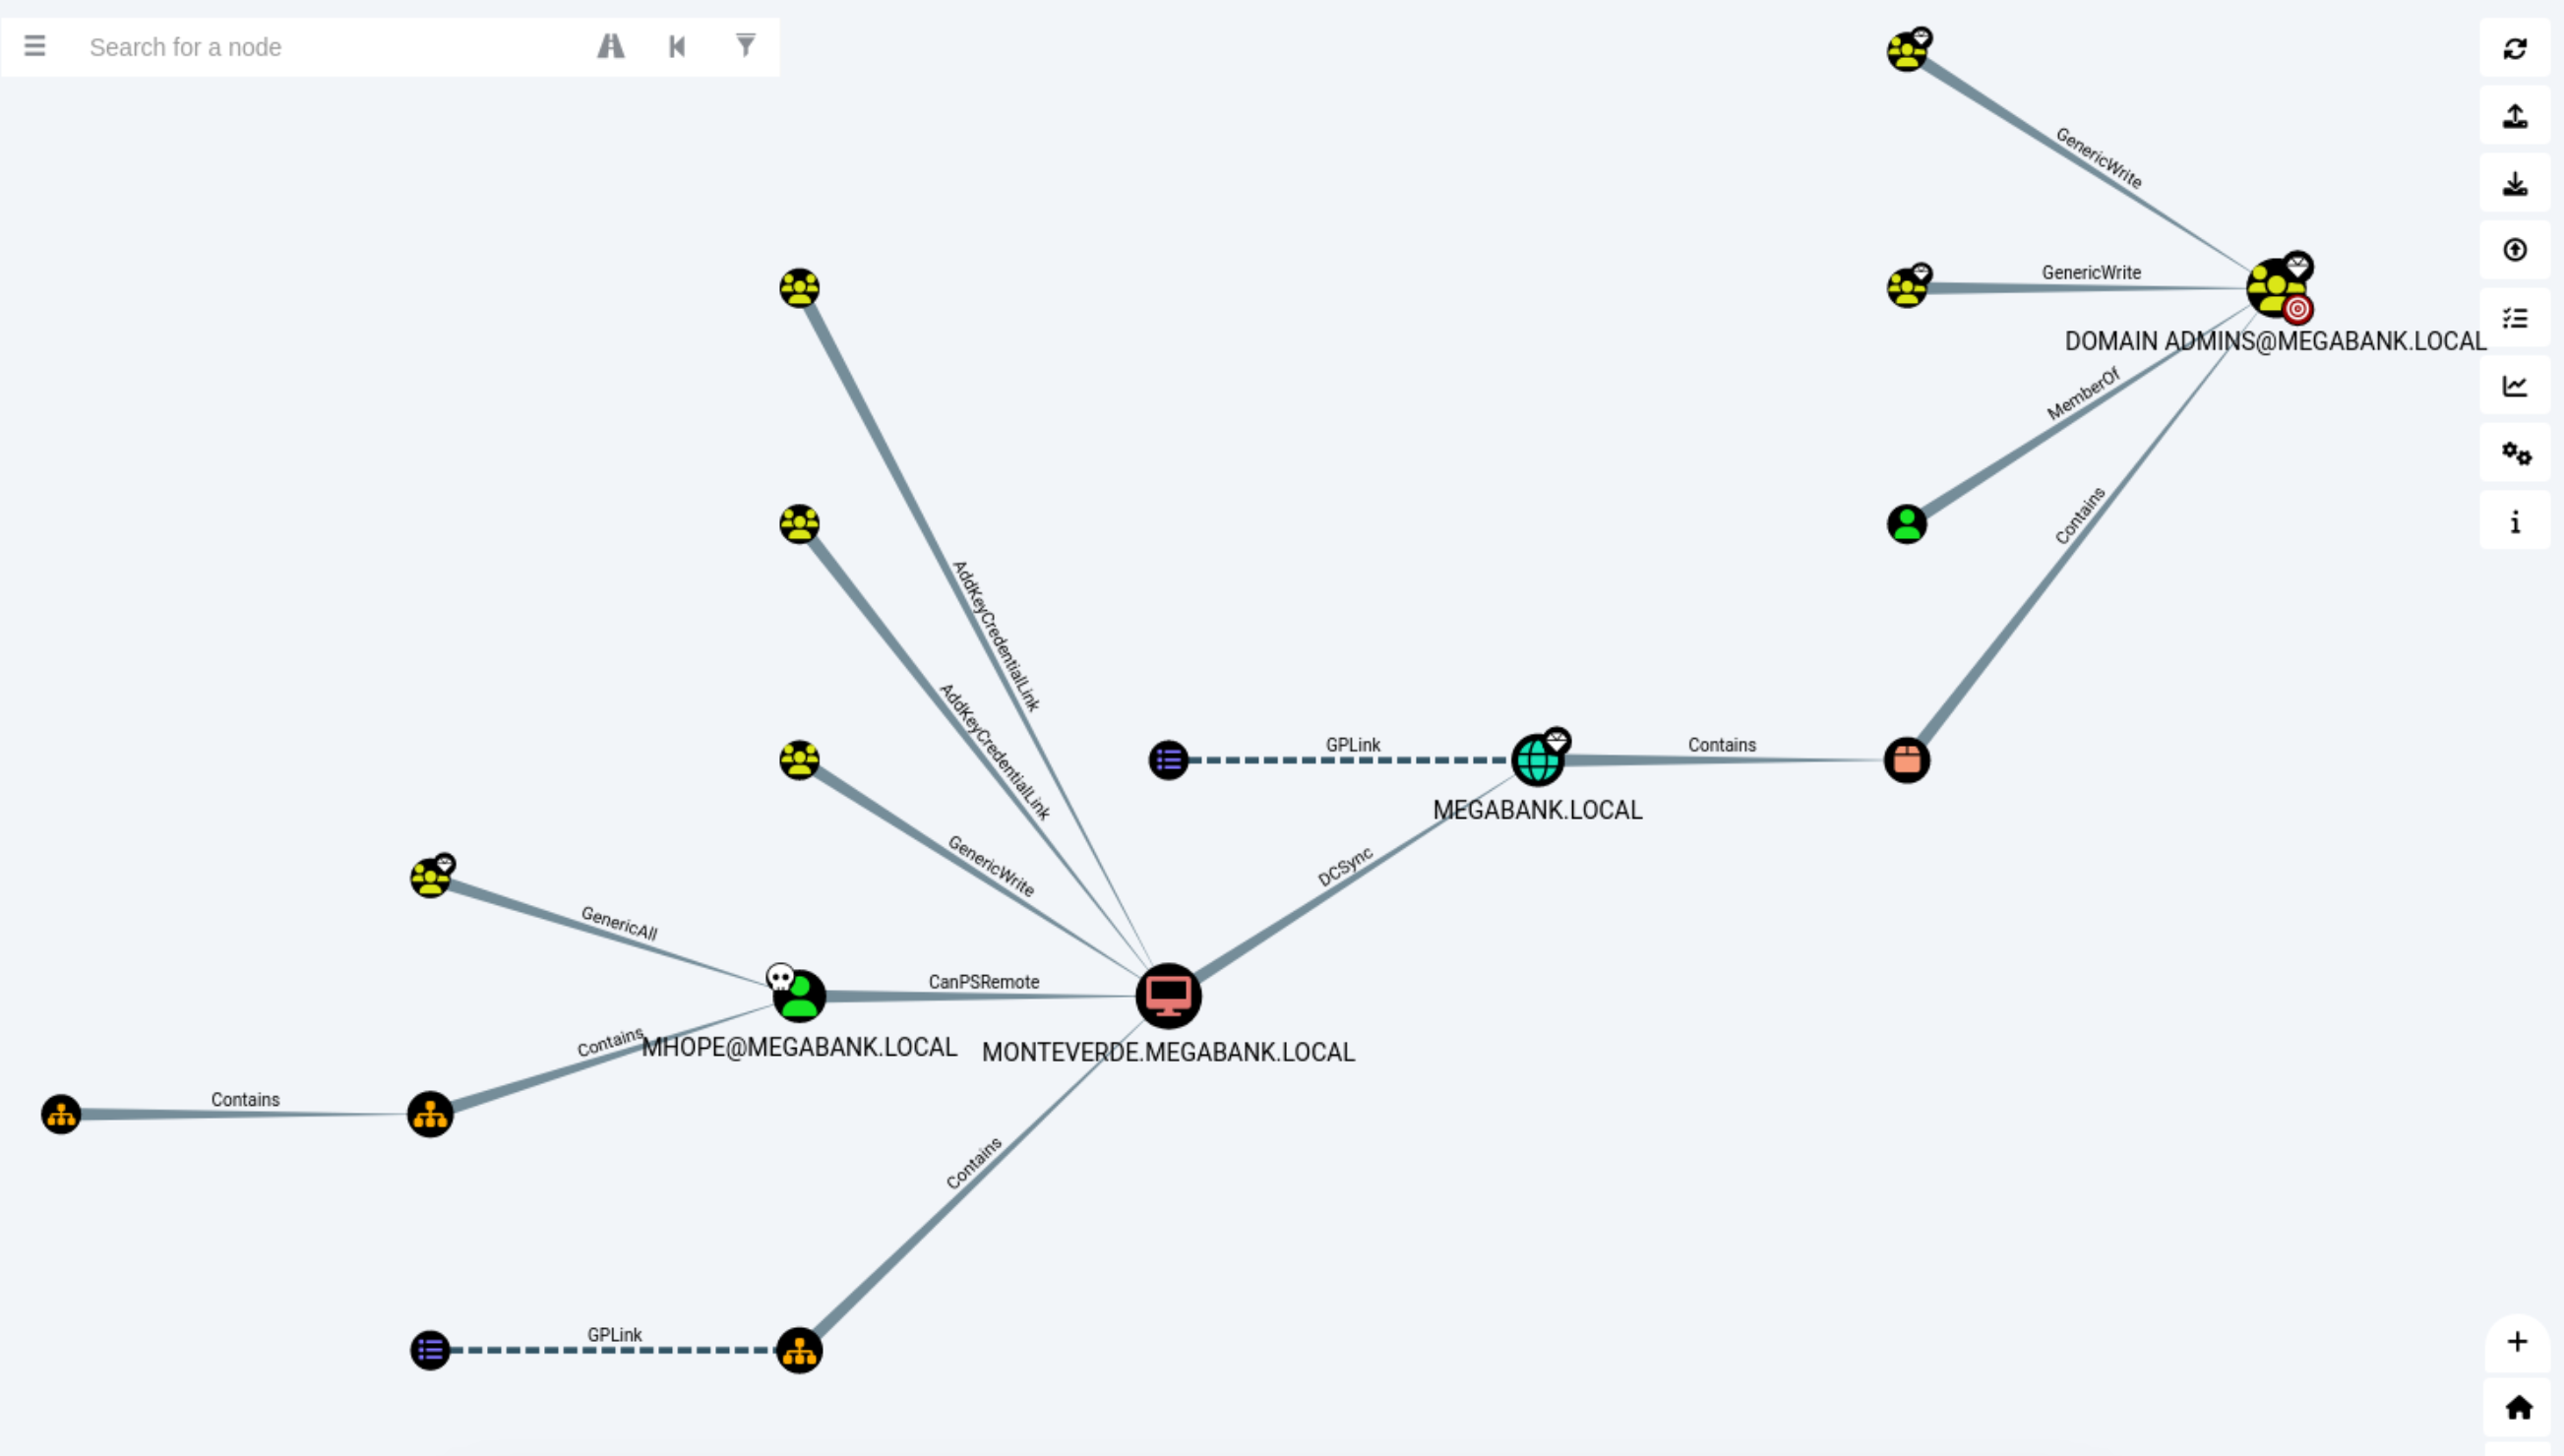 Search for a node
GenericWrite
GenericWrite
DOMAIN ADMINS@MEGABANK.LOCAL
MemberOf
Contains
AddKeyCredentialLink
AddKeyCredentialLink
GPLink
Contains
MEGABANK.LOCAL
GenericWrite
DCSync
GenericAll
CanPSRemote
Contains
MHOPE@MEGABANK.LOCAL
MONTEVERDE.MEGABANK.LOCAL
Contains
Contains
GPLink